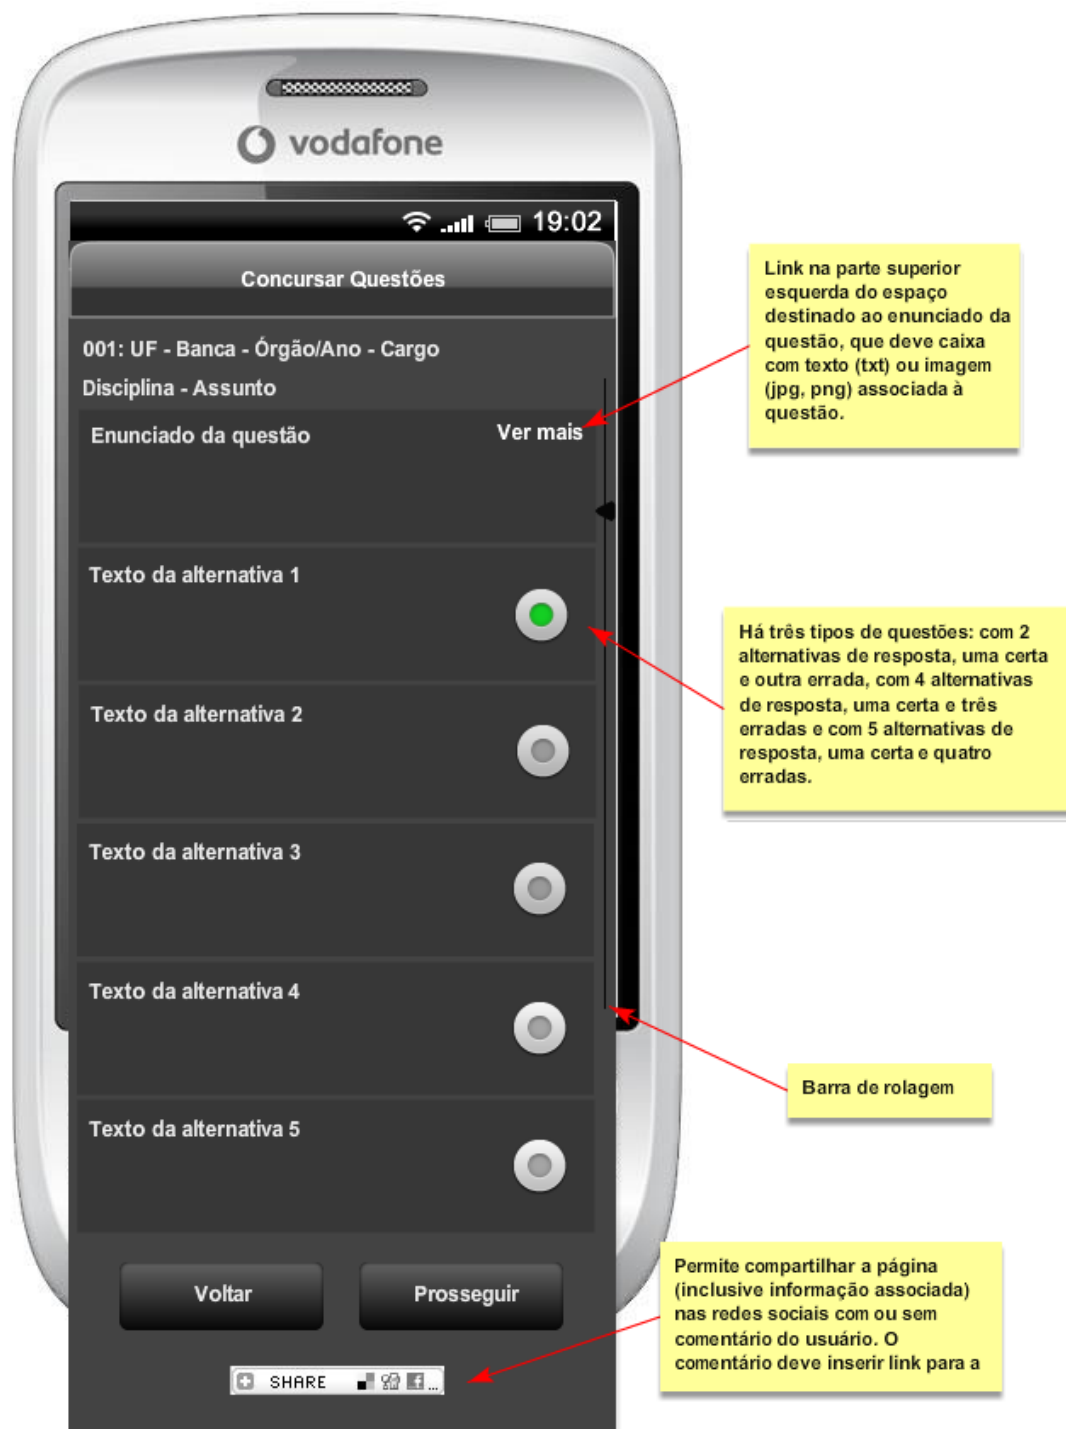 vodafone
19:02
Concursar Questões
001: UF - Banca - Órgão/Ano - Cargo
Disciplina - Assunto
Enunciado da questão
Ver mais
Texto da alternativa 1
Texto da alternativa 2
Texto da alternativa 3
Texto da alternativa 4
Texto da alternativa 5
Voltar
Prosseguir
SHARE
...
Link na parte superior
esquerda do espaço
destinado ao enunciado da
questão, que deve caixa
com texto (txt) ou imagem
(jpg, png) associada à
questão.
Há três tipos de questões: com 2
alternativas de resposta, uma certa
e outra errada, com 4 alternativas
de resposta, uma certa e três
erradas e com 5 alternativas de
resposta, uma certa e quatro
erradas.
Barra de rolagem
Permite compartilhar a página
(inclusive informação associada)
nas redes sociais com ou sem
comentário do usuário. O
comentário deve inserir link para a